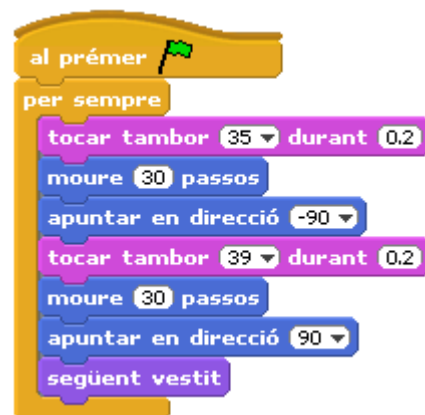 al prémer
per sempre
tocar tambor 35 durant 0.2
moure 30 passos
apuntar en direcció -90
tocar tambor 39 durant 0.2
moure 30 passos
apuntar en direcció 90
següent vestit